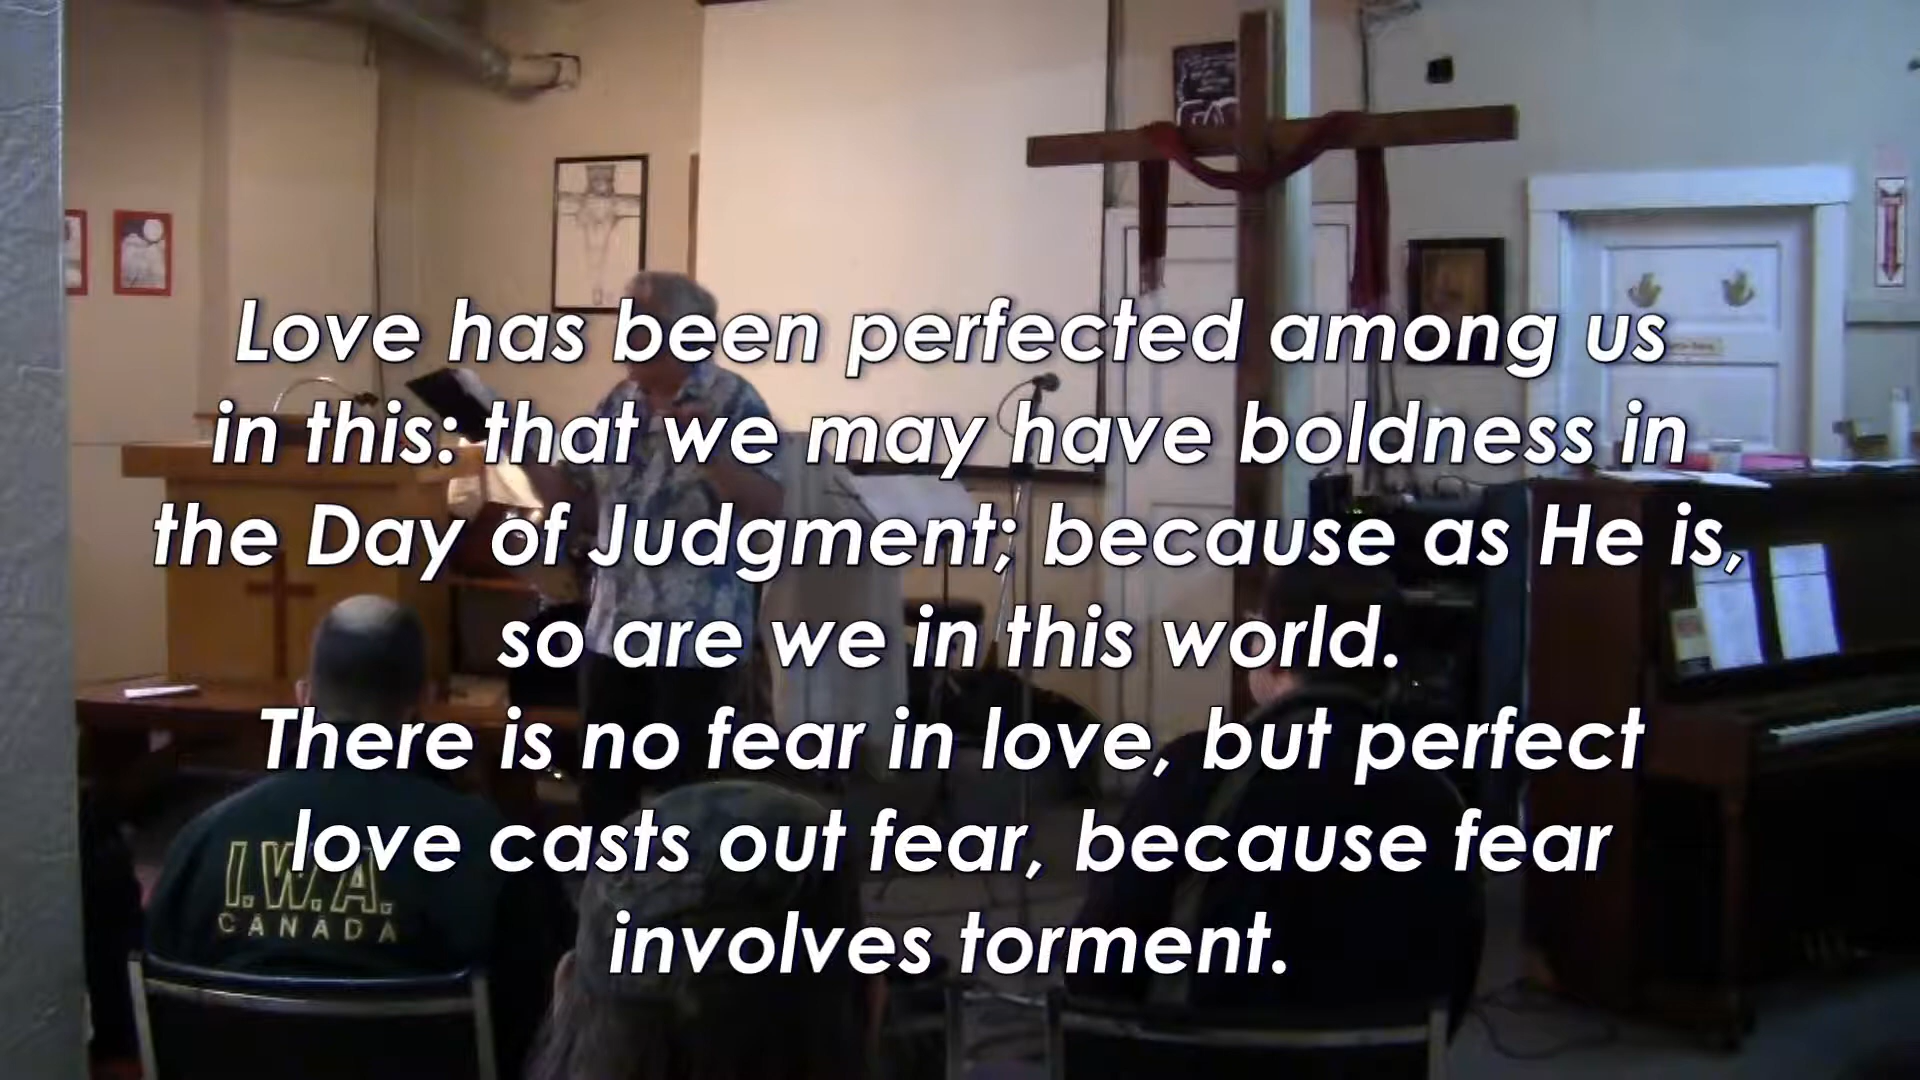 Love has been perfected among us
in this: that we may have boldness in
the Day of Judgment; because as He is,
so are we in this world.
There is no fear in love, but perfect
love casts out fear, because fear
involves torment.
I.W.A.
CANADA